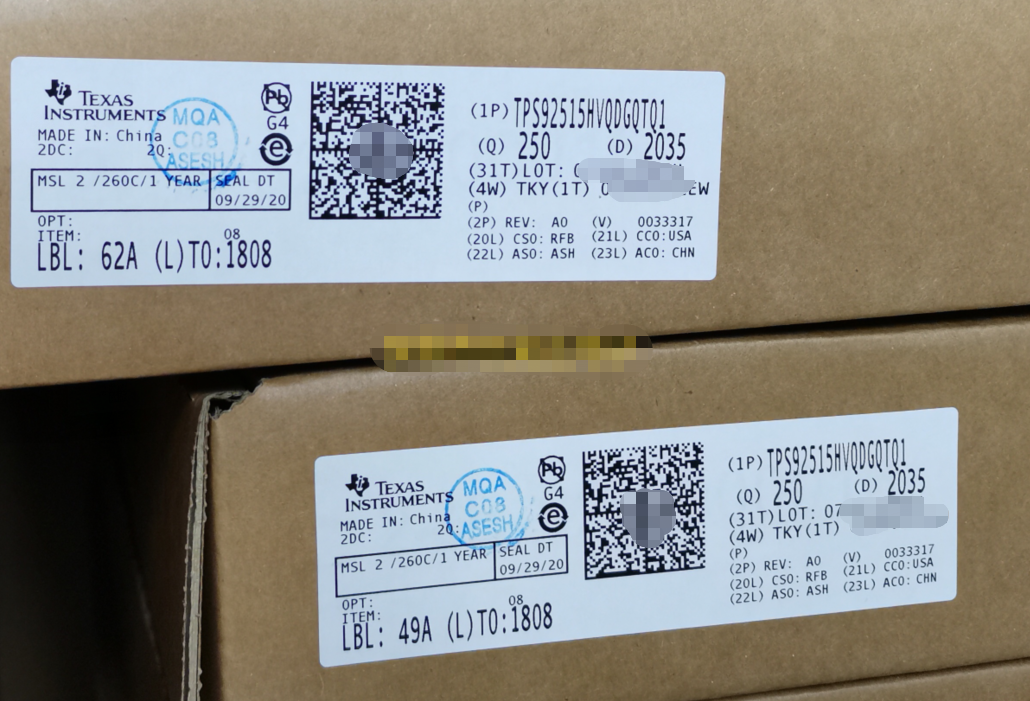 TEXAS
INSTRUMENTS
MADE IN: China
2DC: 2Q:
MQA
C08
ASESH
Pb
G4
e
MSL 2 /260C/1 YEAR
SEAL DT
09/29/20
OPT:
ITEM:
08
LBL: 62A (L)TO:1808
(1P) TPS92515HVQDGQTQ1
(Q) 250 (D) 2035
(31T)LOT: 0
(4W) TKY(1T) 0 EW
(P)
(2P) REV: A0 (V) 0033317
(20L) CSO: RFB (21L) CCO:USA
(22L) ASO: ASH (23L) ACO: CHN
TEXAS
INSTRUMENTS
MADE IN: China
2DC: 2Q:
MQA
C08
ASESH
Pb
G4
e
MSL 2 /260C/1 YEAR
SEAL DT
09/29/20
OPT:
ITEM:
08
LBL: 49A (L)TO:1808
(1P) TPS92515HVQDGQTQ1
(Q) 250 (D) 2035
(31T)LOT: 07
(4W) TKY(1T)
(P)
(2P) REV: A0 (V) 0033317
(20L) CSO: RFB (21L) CCO:USA
(22L) ASO: ASH (23L) ACO: CHN